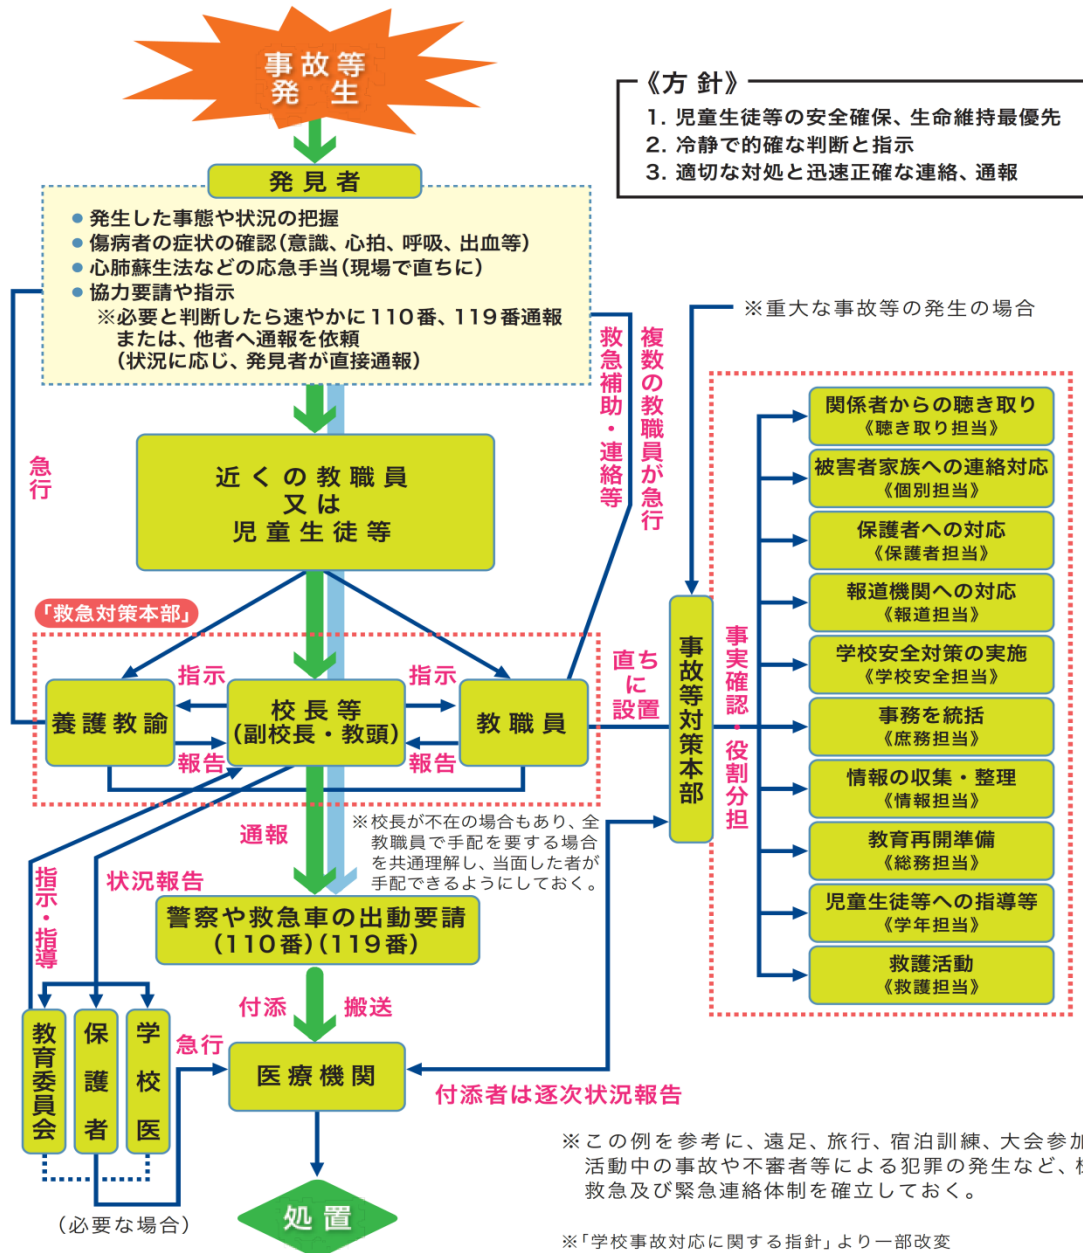 事故等
発生
《方針》
1. 児童生徒等の安全確保、生命維持最優先
2. 冷静で的確な判断と指示
3. 適切な対処と迅速正確な連絡、通報
発見者
● 発生した事態や状況の把握
● 傷病者の症状の確認(意識、心拍、呼吸、出血等)
● 心肺蘇生法などの応急手当(現場で直ちに)
● 協力要請や指示
※必要と判断したら速やかに110番、119番通報
または、他者へ通報を依頼
(状況に応じ、発見者が直接通報)
※重大な事故等の発生の場合
急行
複数の教職員が急行
救急補助・連絡等
近くの教職員
又は
児童生徒等
「救急対策本部」
指示
指示
養護教諭
校長等
(副校長・教頭)
教職員
報告
報告
直ち
に
設置
事故等対策本部
事実確認・役割分担
関係者からの聴き取り
《聴き取り担当》
被害者家族への連絡対応
《個別担当》
保護者への対応
《保護者担当》
報道機関への対応
《報道担当》
学校安全対策の実施
《学校安全担当》
事務を統括
《庶務担当》
情報の収集・整理
《情報担当》
教育再開準備
《総務担当》
児童生徒等への指導等
《学年担当》
救護活動
《救護担当》
通報
※校長が不在の場合もあり、全
教職員で手配を要する場合
を共通理解し、当面した者が
手配できるようにしておく。
指示・指導
状況報告
警察や救急車の出動要請
(110番)(119番)
付添
搬送
教育委員会
保護者
学校医
急行
医療機関
付添者は逐次状況報告
(必要な場合)
処置
※この例を参考に、遠足、旅行、宿泊訓練、大会参加
活動中の事故や不審者等による犯罪の発生など、
救急及び緊急連絡体制を確立しておく。
※「学校事故対応に関する指針」より一部改変